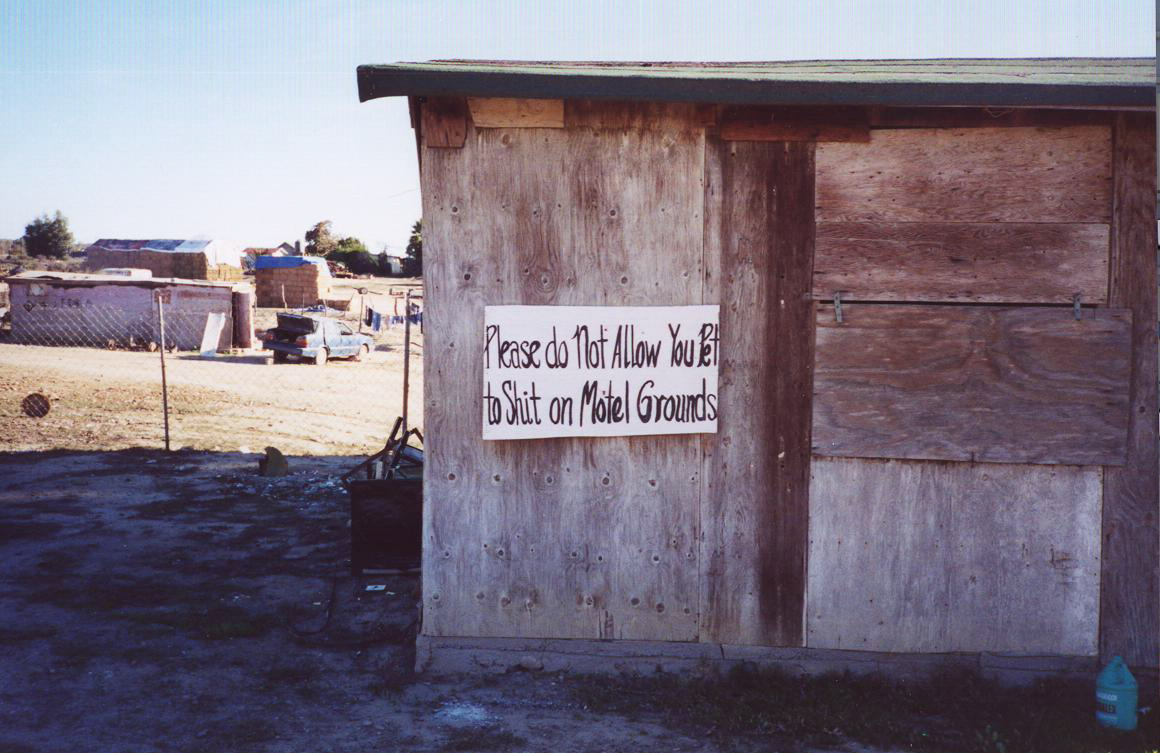 Please do Not Allow You Pet
to Shit on Motel Grounds